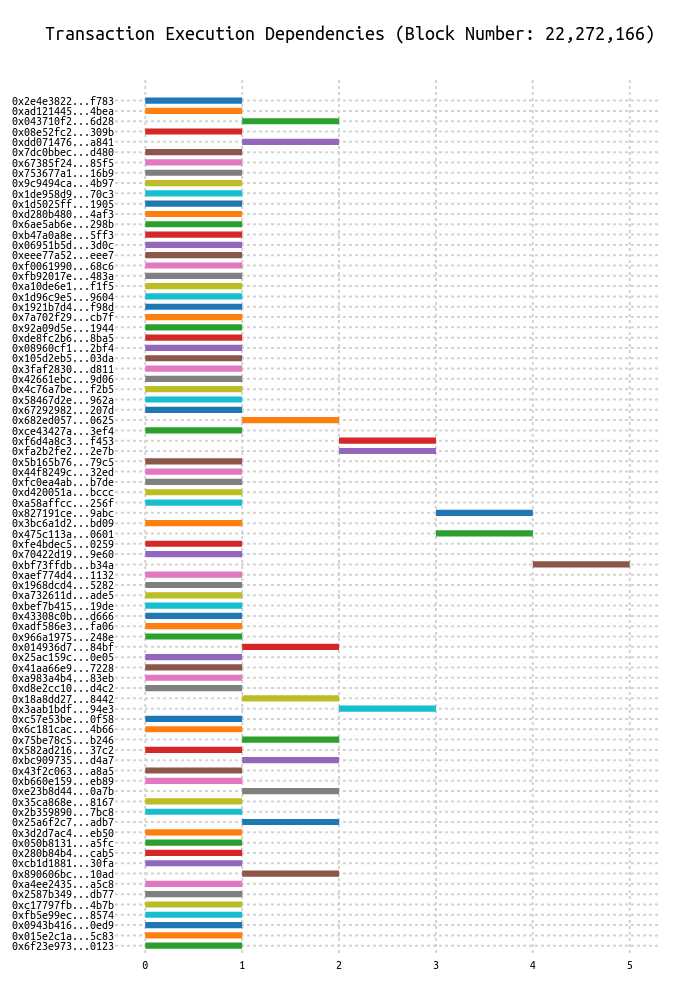 Transaction Execution Dependencies (Block Number: 22,272,166)
0x2e4e3822...f783
0xad121445...4bea
0x043710f2...6d28
0x08e52fc2...309b
0xdd071476...a841
0x7dc0bbec...d480
0x67385f24...85f5
0x753677a1...16b9
0x9c9494ca...4b97
0x1de958d9...70c3
0x1d5025ff...1905
0xd280b480...4af3
0x6ae5ab6e...298b
0xb47a0a8e...5ff3
0x06951b5d...3d0c
0xeee77a52...eee7
0xf0061990...68c6
0xfb92017e...483a
0xa10de6e1...f1f5
0x1d96c9e5...9604
0x1921b7d4...f98d
0x7a702f29...cb7f
0x92a09d5e...1944
0xde8fc2b6...8ba5
0x08960cf1...2bf4
0x105d2eb5...03da
0x3faf2830...d811
0x42661ebc...9d06
0x4c76a7be...f2b5
0x58467d2e...962a
0x67292982...207d
0x682ed057...0625
0xce43427a...3ef4
0xf6d4a8c3...f453
0xfa2b2fe2...2e7b
0x5b165b76...79c5
0x44f8249c...32ed
0xfc0ea4ab...b7de
0xd420051a...bccc
0xa58affcc...256f
0x827191ce...9abc
0x3bc6a1d2...bd09
0x475c113a...0601
0xfe4bdec5...0259
0x70422d19...9e60
0xbf73ffdb...b34a
0xaef774d4...1132
0x1968dcd4...5282
0xa732611d...ade5
0xbef7b415...19de
0x43308c0b...d666
0xadf586e3...fa06
0x966a1975...248e
0x014936d7...84bf
0x25ac159c...0e05
0x41aa66e9...7228
0xa983a4b4...83eb
0xd8e2cc10...d4c2
0x18a8dd27...8442
0x3aab1bdf...94e3
0xc57e53be...0f58
0x6c181cac...4b66
0x75be78c5...b246
0x582ad216...37c2
0xbc909735...d4a7
0x43f2c063...a8a5
0xb660e159...eb89
0xe23b8d44...0a7b
0x35ca868e...8167
0x2b359890...7bc8
0x25a6f2c7...adb7
0x3d2d7ac4...eb50
0x050b8131...a5fc
0x280b84b4...cab5
0xcb1d1881...30fa
0x890606bc...10ad
0xa4ee2435...a5c8
0x2587b349...db77
0xc17797fb...4b7b
0xfb5e99ec...8574
0x0943b416...0ed9
0x015e2c1a...5c83
0x6f23e973...0123
0 1 2 3 4 5